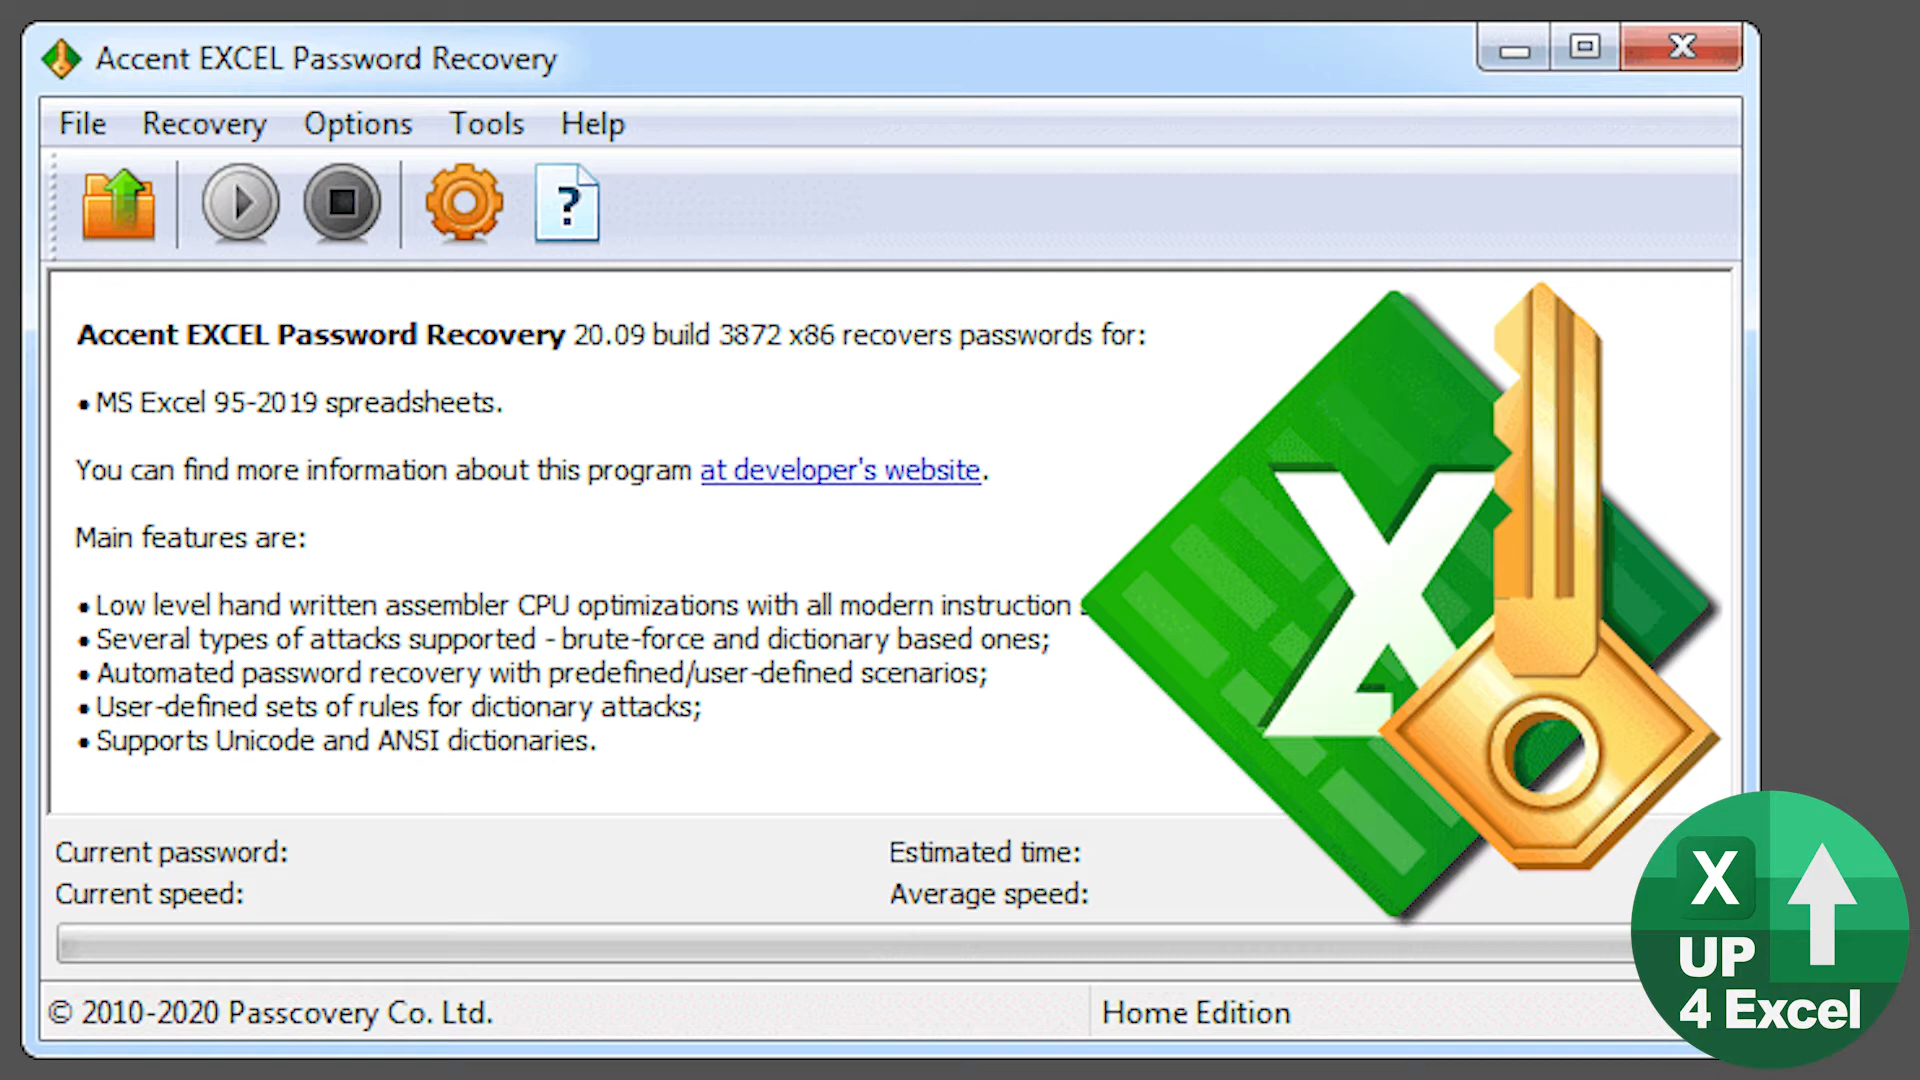 Accent EXCEL Password Recovery
File Recovery Options Tools Help
?
Accent EXCEL Password Recovery 20.09 build 3872 x86 recovers passwords for:
• MS Excel 95-2019 spreadsheets.
You can find more information about this program at developer's website.
Main features are:
• Low level hand written assembler CPU optimizations with all modern instruction
• Several types of attacks supported - brute-force and dictionary based ones;
• Automated password recovery with predefined/user-defined scenarios;
• User-defined sets of rules for dictionary attacks;
• Supports Unicode and ANSI dictionaries.
X
Current password:
Estimated time:
Current speed:
Average speed:
© 2010-2020 Passcovery Co. Ltd.
Home Edition
X
UP
4 Excel